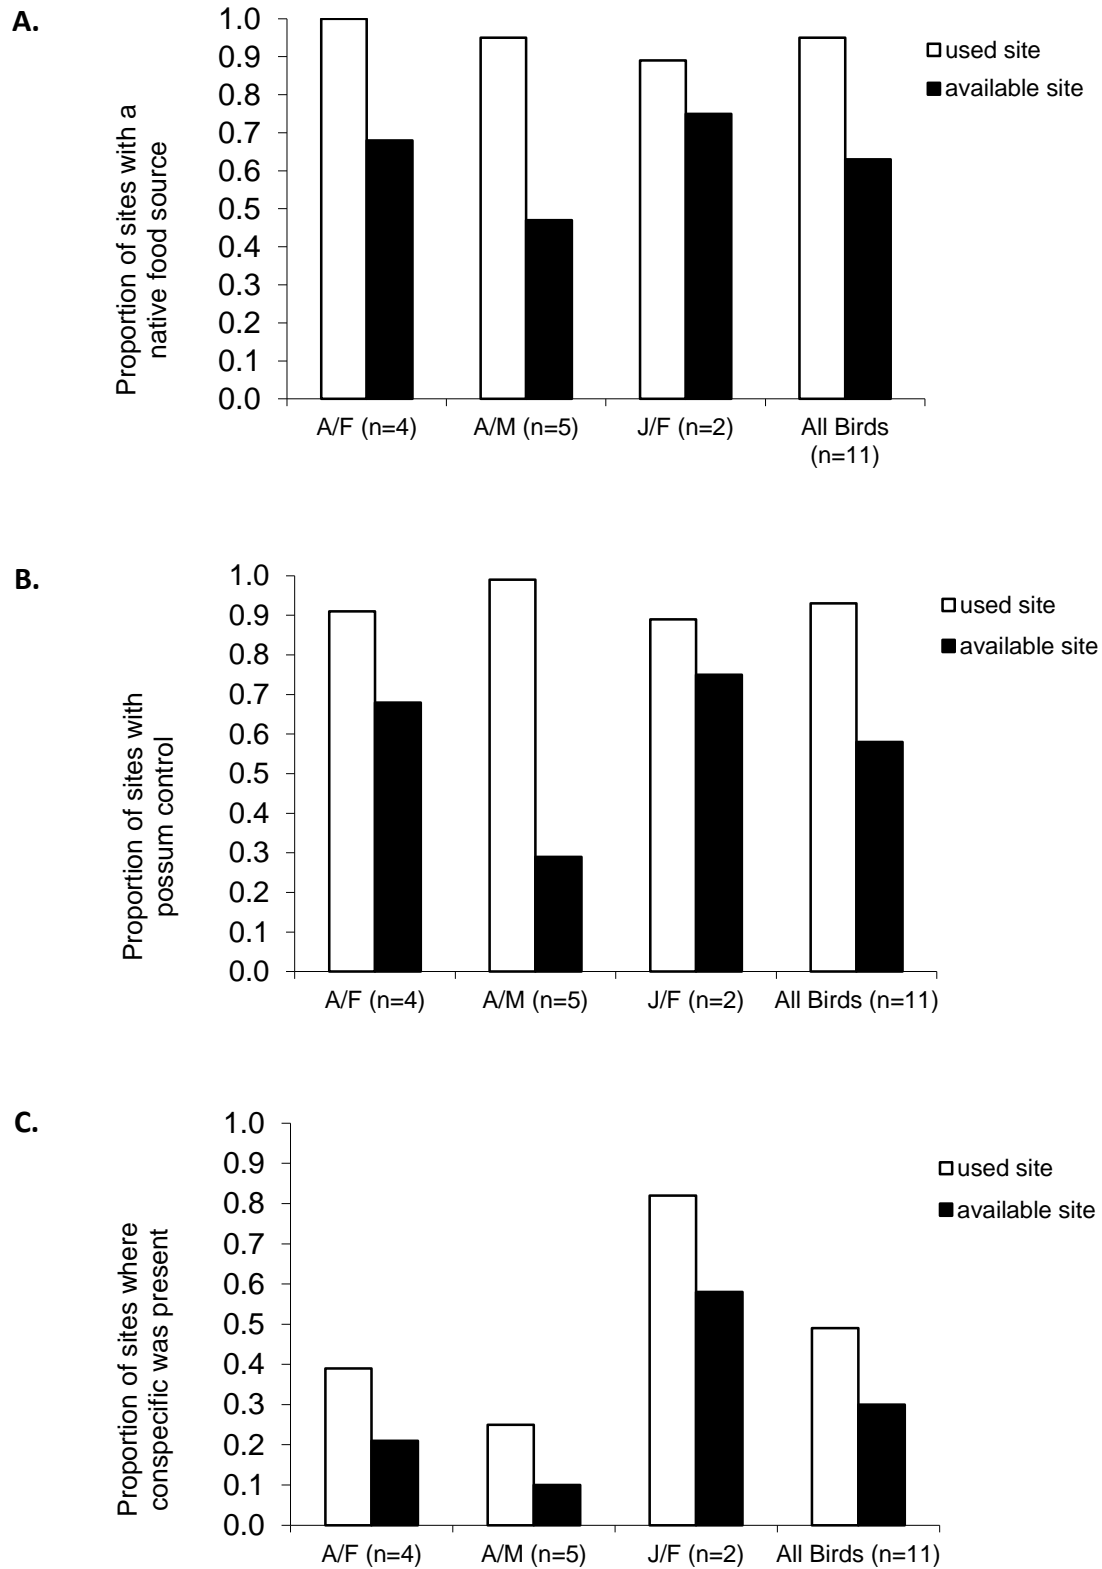 A.
Proportion of sites with a
native food source
1.0
0.9
0.8
0.7
0.6
0.5
0.4
0.3
0.2
0.1
0.0
used site
available site
A/F (n=4)
A/M (n=5)
J/F (n=2)
All Birds
(n=11)
B.
Proportion of sites with
possum control
1.0
0.9
0.8
0.7
0.6
0.5
0.4
0.3
0.2
0.1
0.0
used site
available site
A/F (n=4)
A/M (n=5)
J/F (n=2)
All Birds (n=11)
C.
Proportion of sites where
conspecific was present
1.0
0.9
0.8
0.7
0.6
0.5
0.4
0.3
0.2
0.1
0.0
used site
available site
A/F (n=4)
A/M (n=5)
J/F (n=2)
All Birds (n=11)